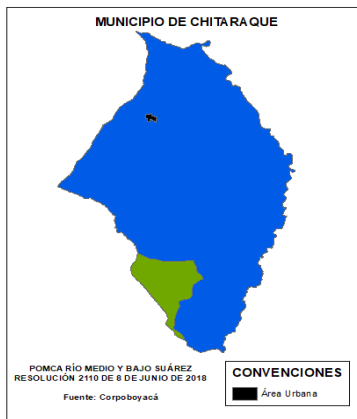 MUNICIPIO DE CHITARAQUE
POMCA RÍO MEDIO Y BAJO SUÁREZ
RESOLUCIÓN 2110 DE 8 DE JUNIO DE 2018
Fuente: Corpoboyacá
CONVENCIONES
Área Urbana